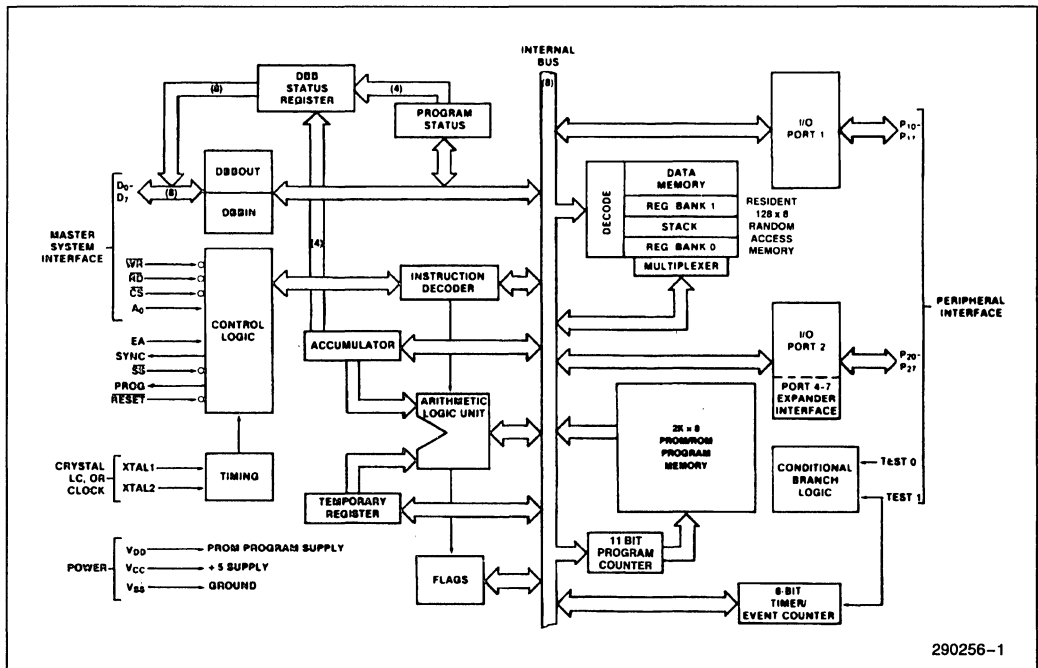 INTERNAL
BUS
(8)
DBB
STATUS
REGISTER
(8)
(4)
PROGRAM
STATUS
D0-
D7
(8)
DBBOUT
DBBIN
(4)
MASTER
SYSTEM
INTERFACE
WR
RD
CS
A0
CONTROL
LOGIC
EA
SYNC
SS
PROG
RESET
INSTRUCTION
DECODER
ACCUMULATOR
ARITHMETIC
LOGIC UNIT
CRYSTAL
LC, OR
CLOCK
XTAL1
XTAL2
TIMING
TEMPORARY
REGISTER
POWER
VDD
PROM PROGRAM SUPPLY
VCC
+ 5 SUPPLY
VSS
GROUND
FLAGS
I/O
PORT 1
P10-
P17
DECODE
DATA
MEMORY
REG BANK 1
STACK
REG BANK 0
MULTIPLEXER
RESIDENT
128 x 8
RANDOM
ACCESS
MEMORY
PERIPHERAL
INTERFACE
I/O
PORT 2
PORT 4-7
EXPANDER
INTERFACE
P20-
P27
2K x 8
PROM/ROM
PROGRAM
MEMORY
CONDITIONAL
BRANCH
LOGIC
TEST 0
TEST 1
11 BIT
PROGRAM
COUNTER
8-BIT
TIMER/
EVENT COUNTER
290256-1